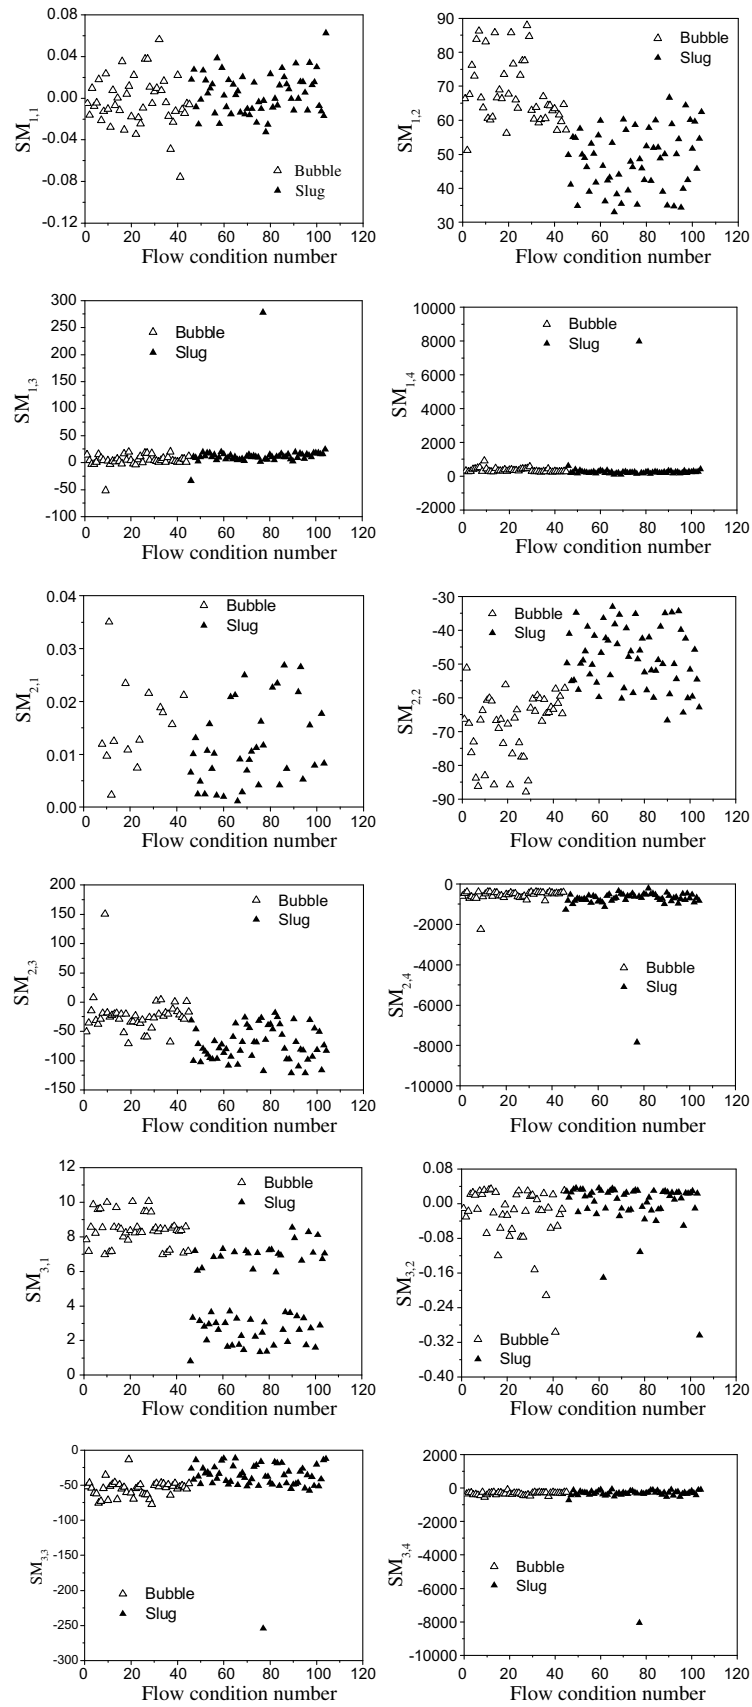 0.08
0.04
0.00
-0.04
-0.08
-0.12
SM1,1
Bubble
Slug
0 20 40 60 80 100 120
Flow condition number
90
80
70
60
50
40
30
SM1,2
Bubble
Slug
0 20 40 60 80 100 120
Flow condition number
300
250
200
150
100
50
0
-50
-100
SM1,3
Bubble
Slug
0 20 40 60 80 100 120
Flow condition number
10000
8000
6000
4000
2000
0
-2000
SM1,4
Bubble
Slug
0 20 40 60 80 100 120
Flow condition number
0.04
0.03
0.02
0.01
0.00
SM2,1
Bubble
Slug
0 20 40 60 80 100 120
Flow condition number
-30
-40
-50
-60
-70
-80
-90
SM2,2
Bubble
Slug
0 20 40 60 80 100 120
Flow condition number
200
150
100
50
0
-50
-100
-150
SM2,3
Bubble
Slug
0 20 40 60 80 100 120
Flow condition number
0
-2000
-4000
-6000
-8000
-10000
SM2,4
Bubble
Slug
0 20 40 60 80 100 120
Flow condition number
12
10
8
6
4
2
0
SM3,1
Bubble
Slug
0 20 40 60 80 100 120
Flow condition number
0.08
0.00
-0.08
-0.16
-0.24
-0.32
-0.40
SM3,2
Bubble
Slug
0 20 40 60 80 100 120
Flow condition number
0
-50
-100
-150
-200
-250
-300
SM3,3
Bubble
Slug
0 20 40 60 80 100 120
Flow condition number
2000
0
-2000
-4000
-6000
-8000
-10000
SM3,4
Bubble
Slug
0 20 40 60 80 100 120
Flow condition number